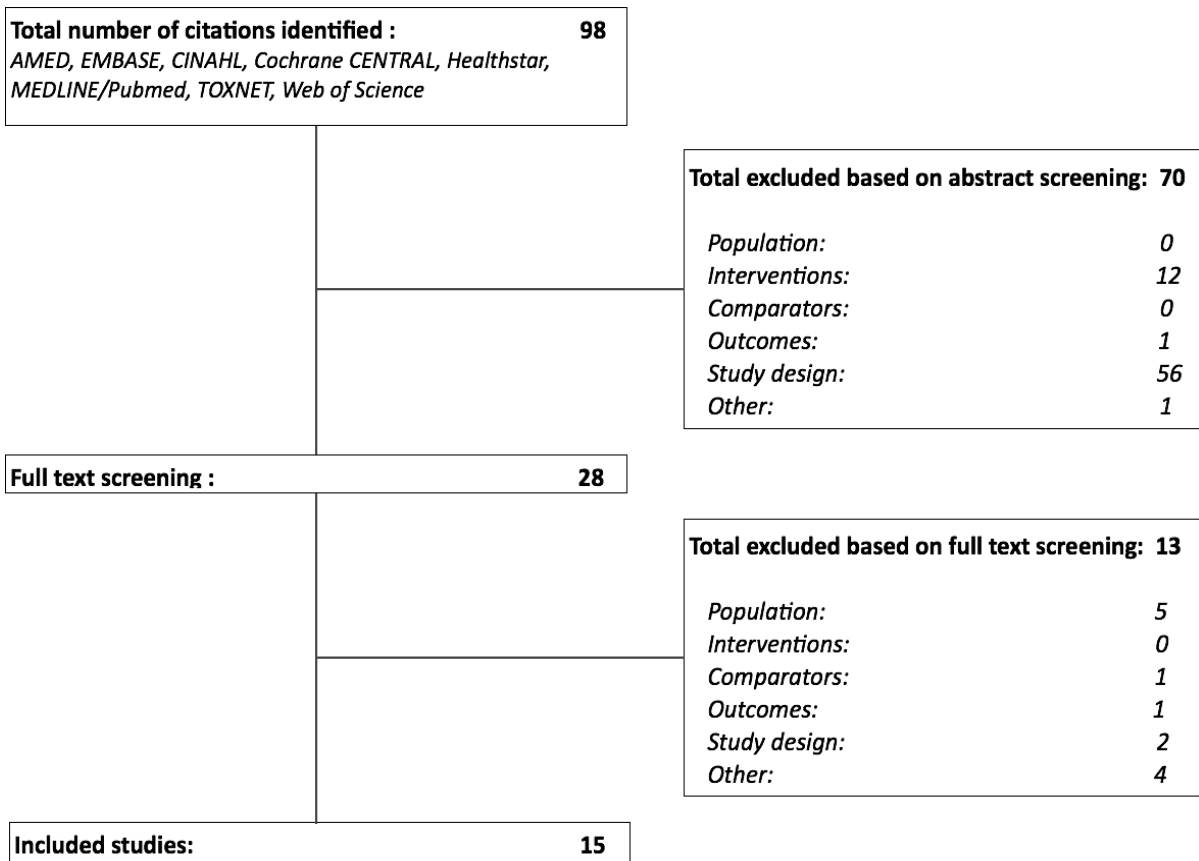 Total number of citations identified : 98
AMED, EMBASE, CINAHL, Cochrane CENTRAL, Healthstar,
MEDLINE/Pubmed, TOXNET, Web of Science
Total excluded based on abstract screening: 70
Population: 0
Interventions: 12
Comparators: 0
Outcomes: 1
Study design: 56
Other: 1
Full text screening : 28
Total excluded based on full text screening: 13
Population: 5
Interventions: 0
Comparators: 1
Outcomes: 1
Study design: 2
Other: 4
Included studies: 15